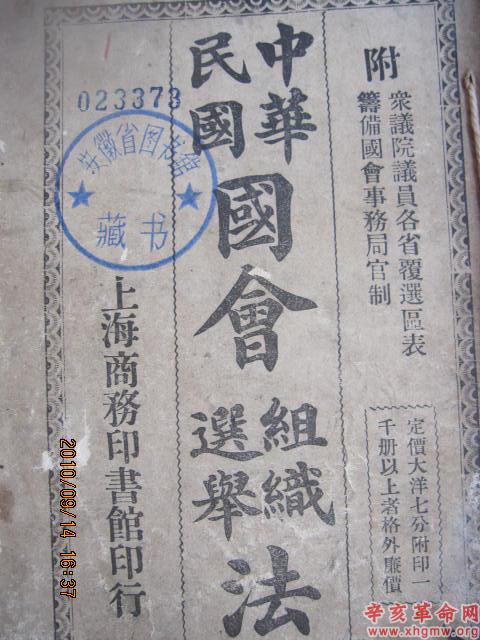 附
衆議院議員各省覆選區表
籌備國會事務局官制
定價大洋七分附印一
千册以上者格外廉價
中華
民國
國會
組織
選舉
法
上海商務印書館印行
023373
安徽省图书館
藏书
2010/09/14 16:37
辛亥革命网
www.xhgmw.org